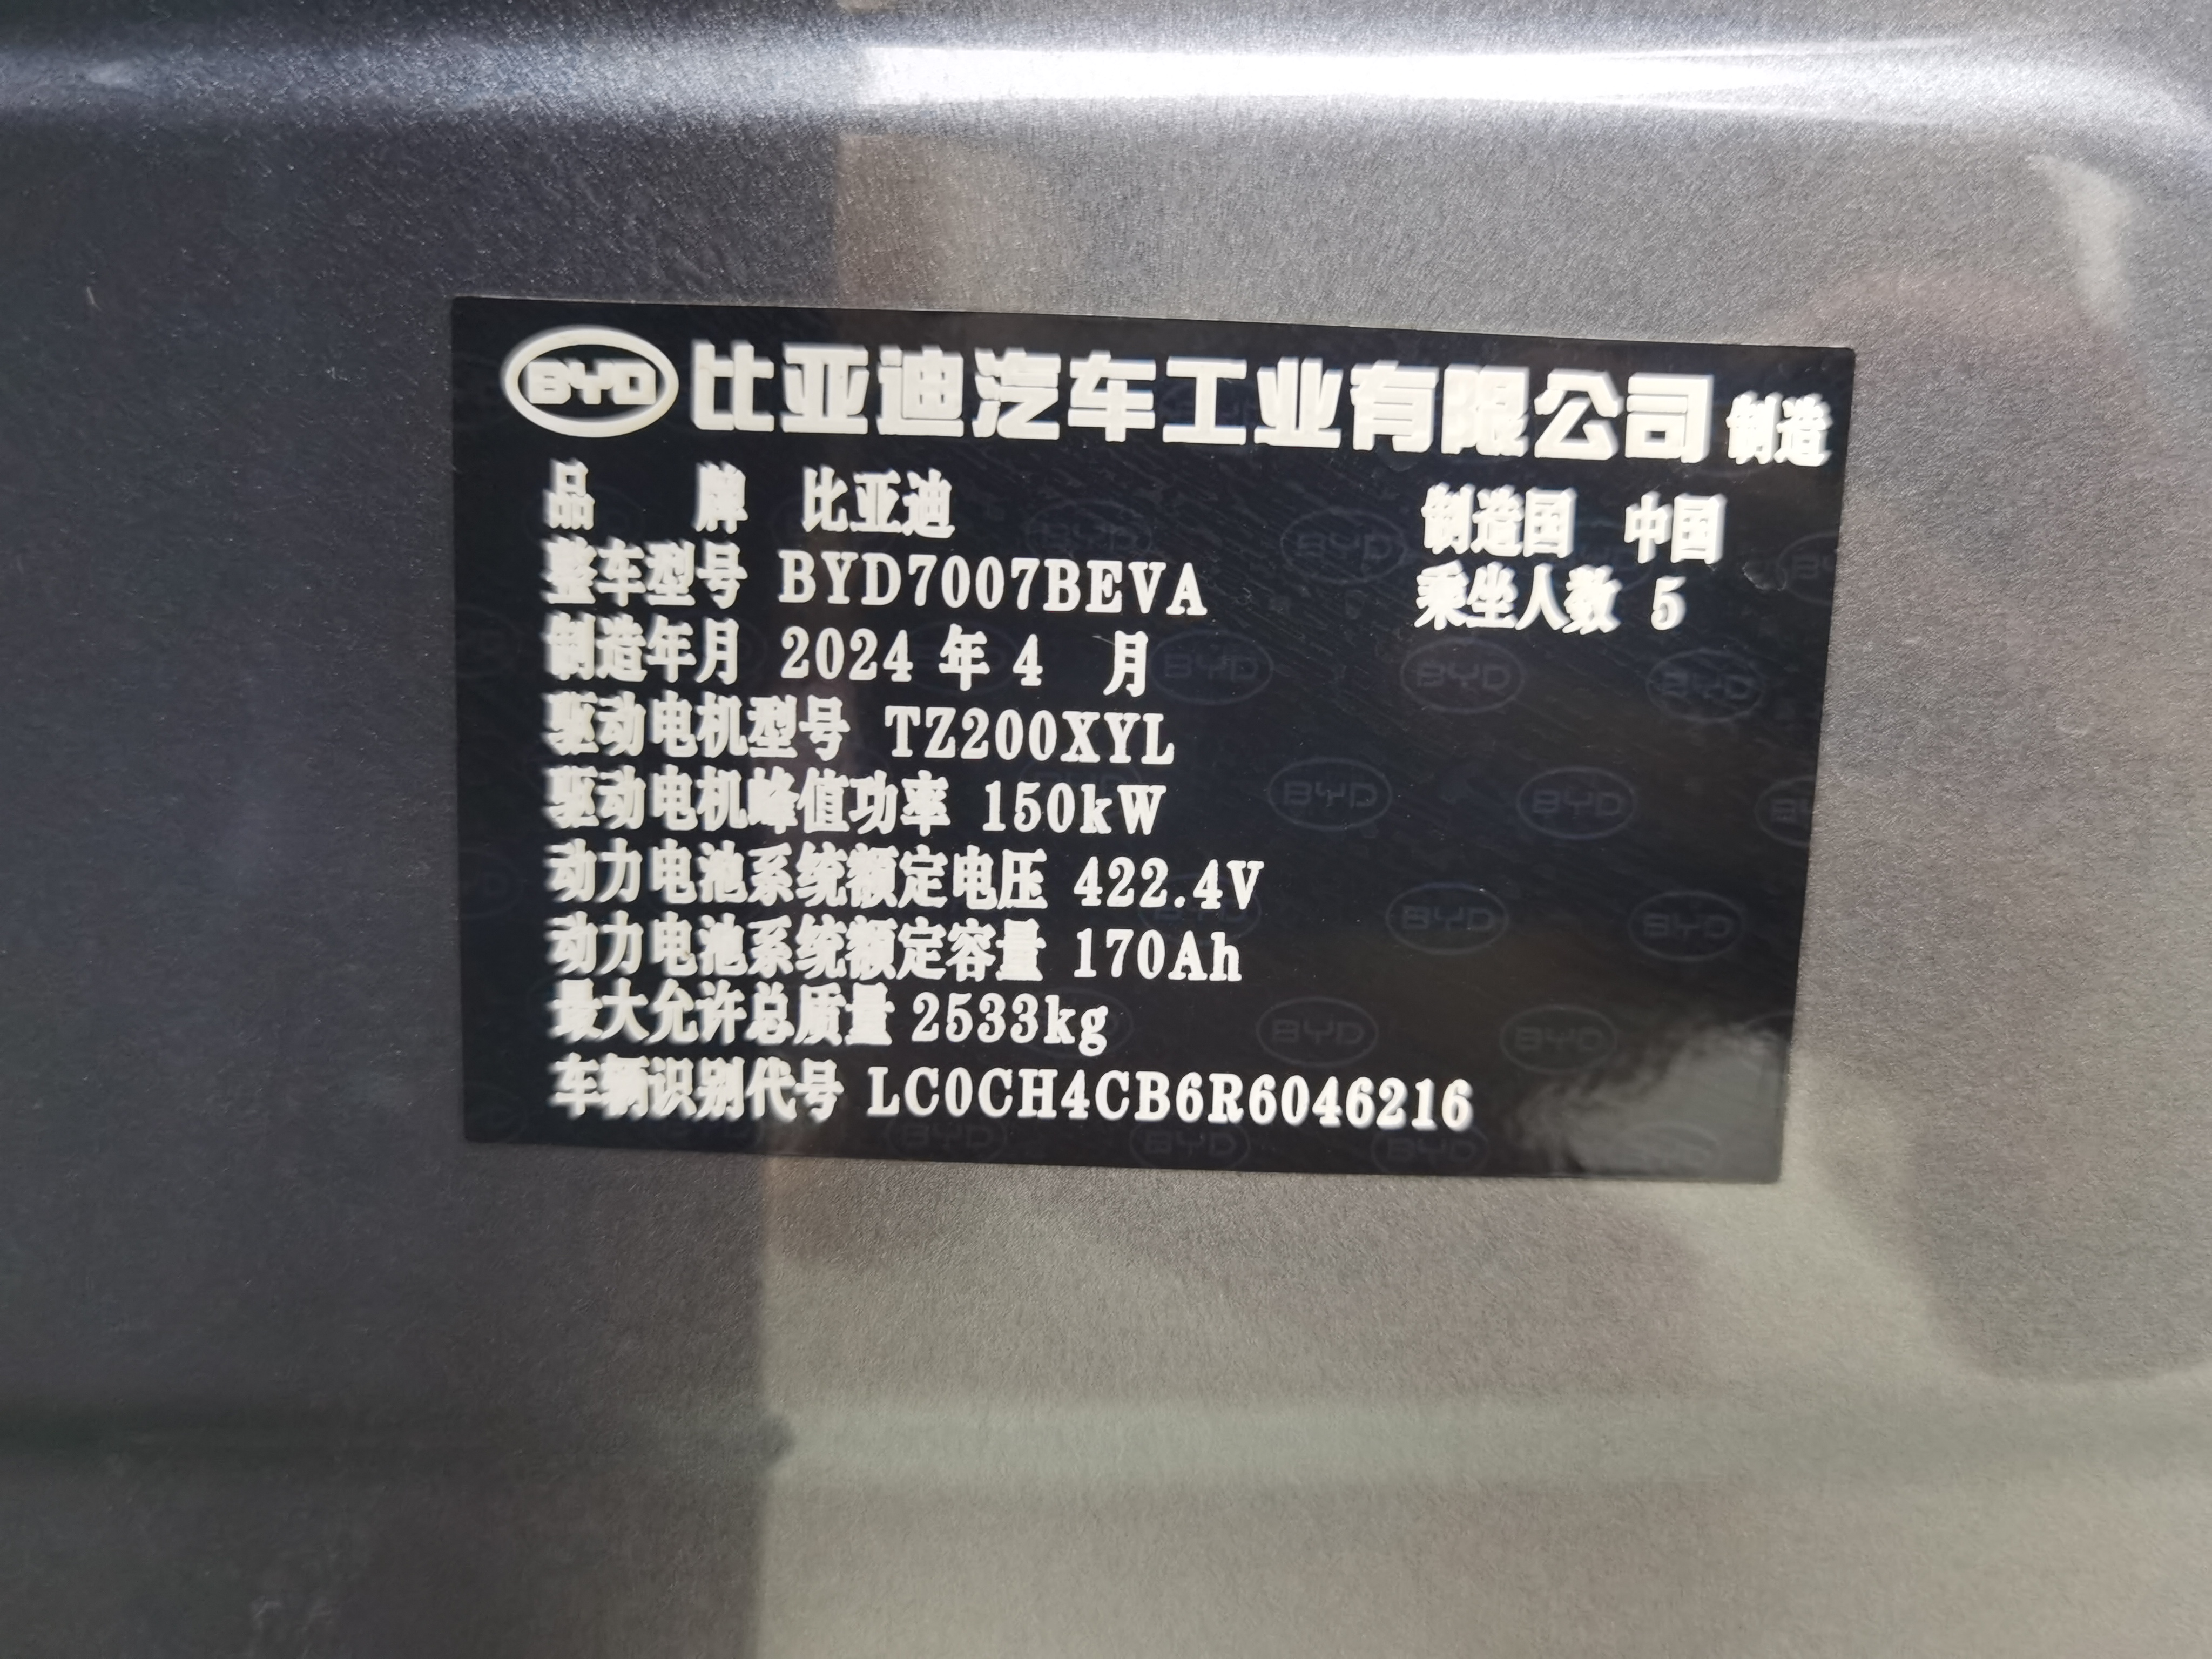 BYD 比亚迪汽车工业有限公司 制造
品 牌 比亚迪 制造国 中国
整车型号 BYD7007BEVA 乘坐人数 5
制造年月 2024 年 4 月
驱动电机型号 TZ200XYL
驱动电机峰值功率 150kW
动力电池系统额定电压 422.4V
动力电池系统额定容量 170Ah
最大允许总质量 2533kg
车辆识别代号 LC0CH4CB6R6046216